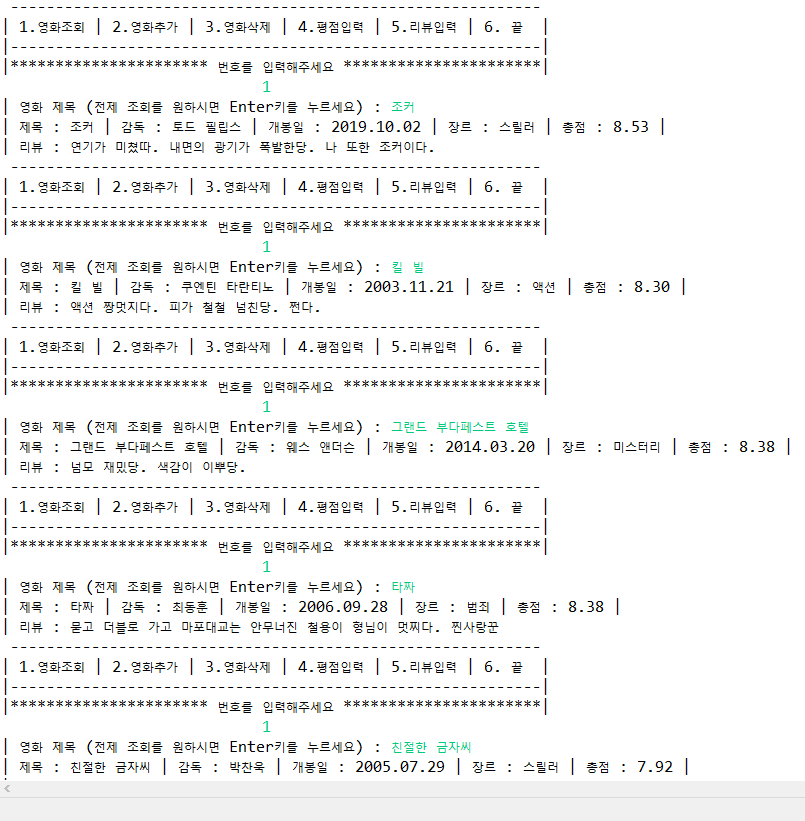 -----------------------------------------------------------
| 1.영화조회 | 2.영화추가 | 3.영화삭제 | 4.평점입력 | 5.리뷰입력 | 6. 끝  |
|-----------------------------------------------------------|
|********************** 번호를 입력해주세요 **********************|
1
| 영화 제목 (전제 조회를 원하시면 Enter키를 누르세요) : 조커
| 제목 : 조커 | 감독 : 토드 필립스 | 개봉일 : 2019.10.02 | 장르 : 스릴러 | 총점 : 8.53 |
| 리뷰 : 연기가 미쳤따. 내면의 광기가 폭발한당. 나 또한 조커이다.
-----------------------------------------------------------
| 1.영화조회 | 2.영화추가 | 3.영화삭제 | 4.평점입력 | 5.리뷰입력 | 6. 끝  |
|-----------------------------------------------------------|
|********************** 번호를 입력해주세요 **********************|
1
| 영화 제목 (전제 조회를 원하시면 Enter키를 누르세요) : 킬 빌
| 제목 : 킬 빌 | 감독 : 쿠엔틴 타란티노 | 개봉일 : 2003.11.21 | 장르 : 액션 | 총점 : 8.30 |
| 리뷰 : 액션 짱멋지다. 피가 철철 넘친당. 쩐다.
-----------------------------------------------------------
| 1.영화조회 | 2.영화추가 | 3.영화삭제 | 4.평점입력 | 5.리뷰입력 | 6. 끝  |
|-----------------------------------------------------------|
|********************** 번호를 입력해주세요 **********************|
1
| 영화 제목 (전제 조회를 원하시면 Enter키를 누르세요) : 그랜드 부다페스트 호텔
| 제목 : 그랜드 부다페스트 호텔 | 감독 : 웨스 앤더슨 | 개봉일 : 2014.03.20 | 장르 : 미스터리 | 총점 : 8.38 |
| 리뷰 : 넘모 재밌당. 색감이 이뿌당.
-----------------------------------------------------------
| 1.영화조회 | 2.영화추가 | 3.영화삭제 | 4.평점입력 | 5.리뷰입력 | 6. 끝  |
|-----------------------------------------------------------|
|********************** 번호를 입력해주세요 **********************|
1
| 영화 제목 (전제 조회를 원하시면 Enter키를 누르세요) : 타짜
| 제목 : 타짜 | 감독 : 최동훈 | 개봉일 : 2006.09.28 | 장르 : 범죄 | 총점 : 8.38 |
| 리뷰 : 묻고 더블로 가고 마포대교는 안무너진 철용이 형님이 멋찌다. 찐사랑꾼
-----------------------------------------------------------
| 1.영화조회 | 2.영화추가 | 3.영화삭제 | 4.평점입력 | 5.리뷰입력 | 6. 끝  |
|-----------------------------------------------------------|
|********************** 번호를 입력해주세요 **********************|
1
| 영화 제목 (전제 조회를 원하시면 Enter키를 누르세요) : 친절한 금자씨
| 제목 : 친절한 금자씨 | 감독 : 박찬욱 | 개봉일 : 2005.07.29 | 장르 : 스릴러 | 총점 : 7.92 |